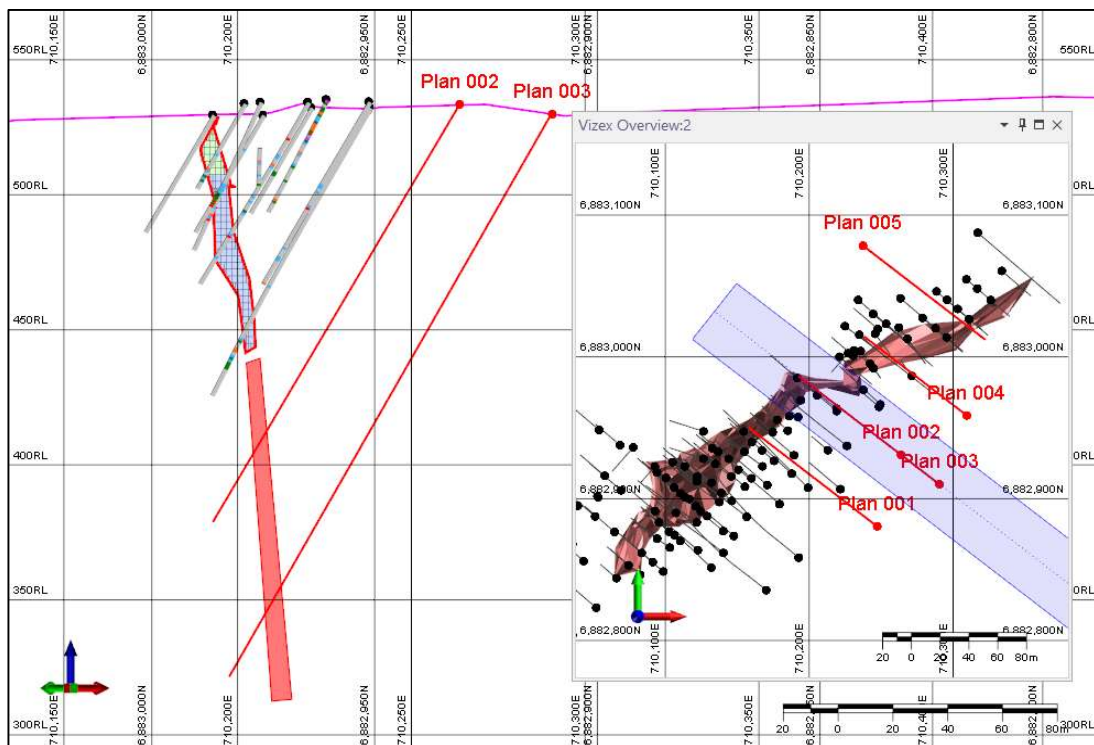 710,150E
6,883,000N
710,200E
6,882,950N
710,250E
710,300E
6,882,900N
710,350E
6,882,850N
710,400E
6,882,800N
550RL
550RL
Plan 002
Plan 003
500RL
0RL
450RL
0RL
400RL
0RL
350RL
0RL
300RL
300RL
710,150E
6,883,000N
710,200E
6,882,950N
710,250E
710,300E
6,882,900N
710,350E
6,882,850N
710,400E
6,882,800N
20
0
20
40
60
80m
Vizex Overview:2
710,100E
710,200E
710,300E
6,883,100N
6,883,100N
Plan 005
6,883,000N
6,883,000N
Plan 004
Plan 002
Plan 003
6,882,900N
6,882,900N
Plan 001
6,882,800N
6,882,800N
710,100E
710,200E
710,30
20
0
20
40
60
80m